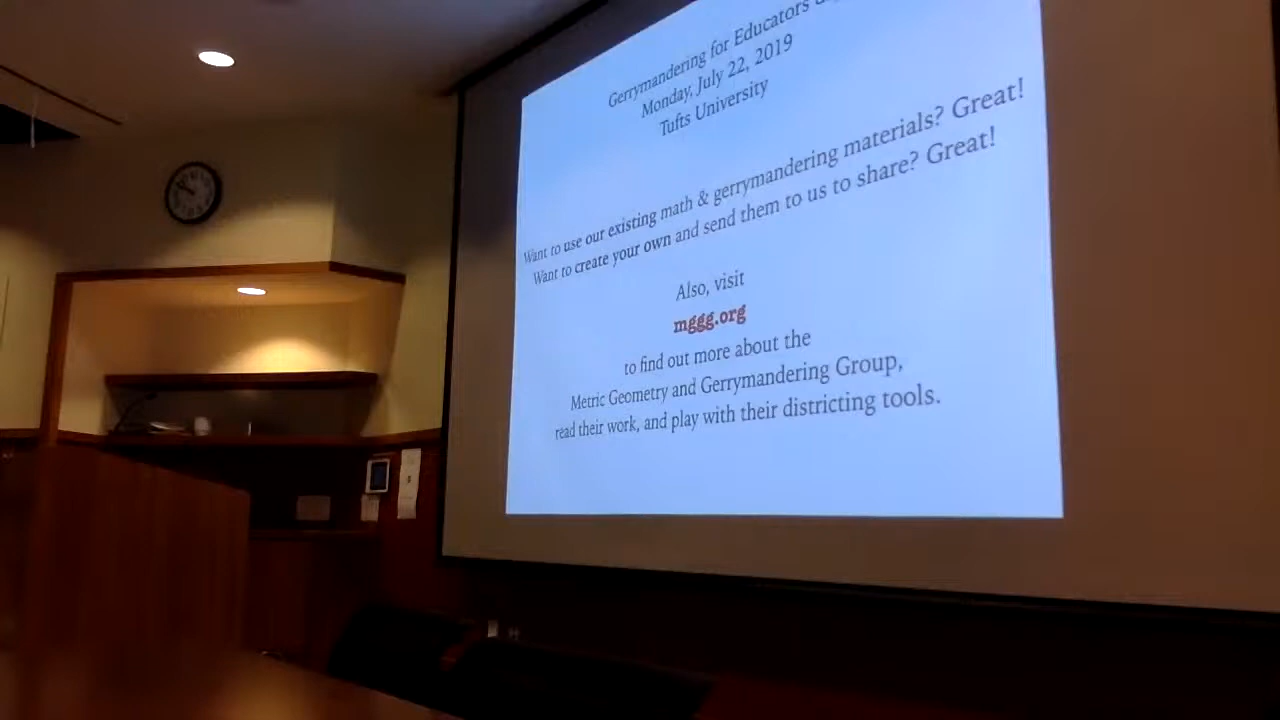 Gerrymandering for Educators
Monday, July 22, 2019
Tufts University
Want to use our existing math & gerrymandering materials? Great!
Want to create your own and send them to us to share? Great!
Also, visit
mggg.org
to find out more about the
Metric Geometry and Gerrymandering Group,
read their work, and play with their districting tools.